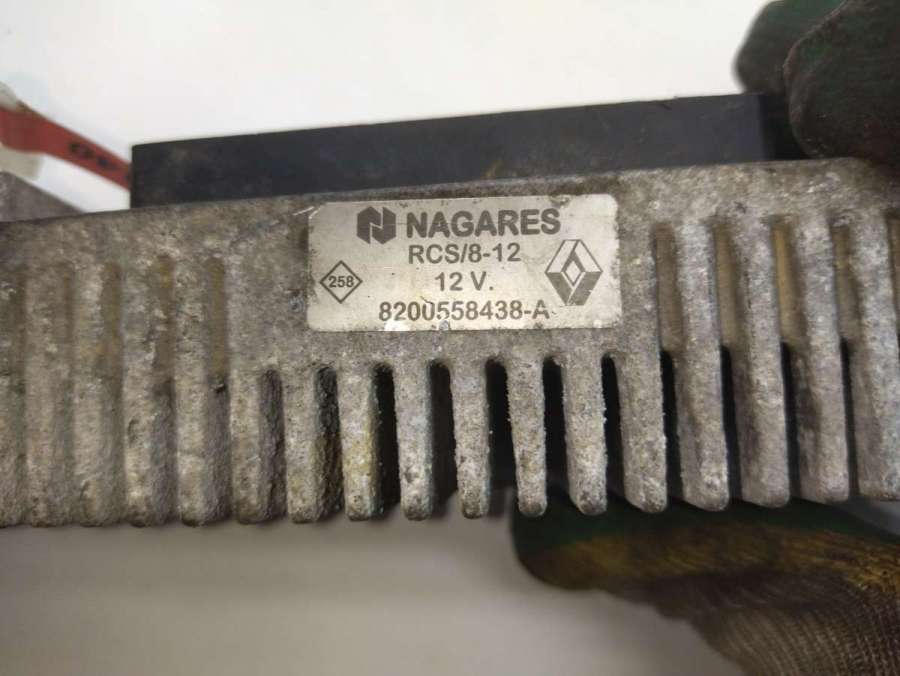 NAGARES
RCS/8-12
258
12 V.
8200558438-A